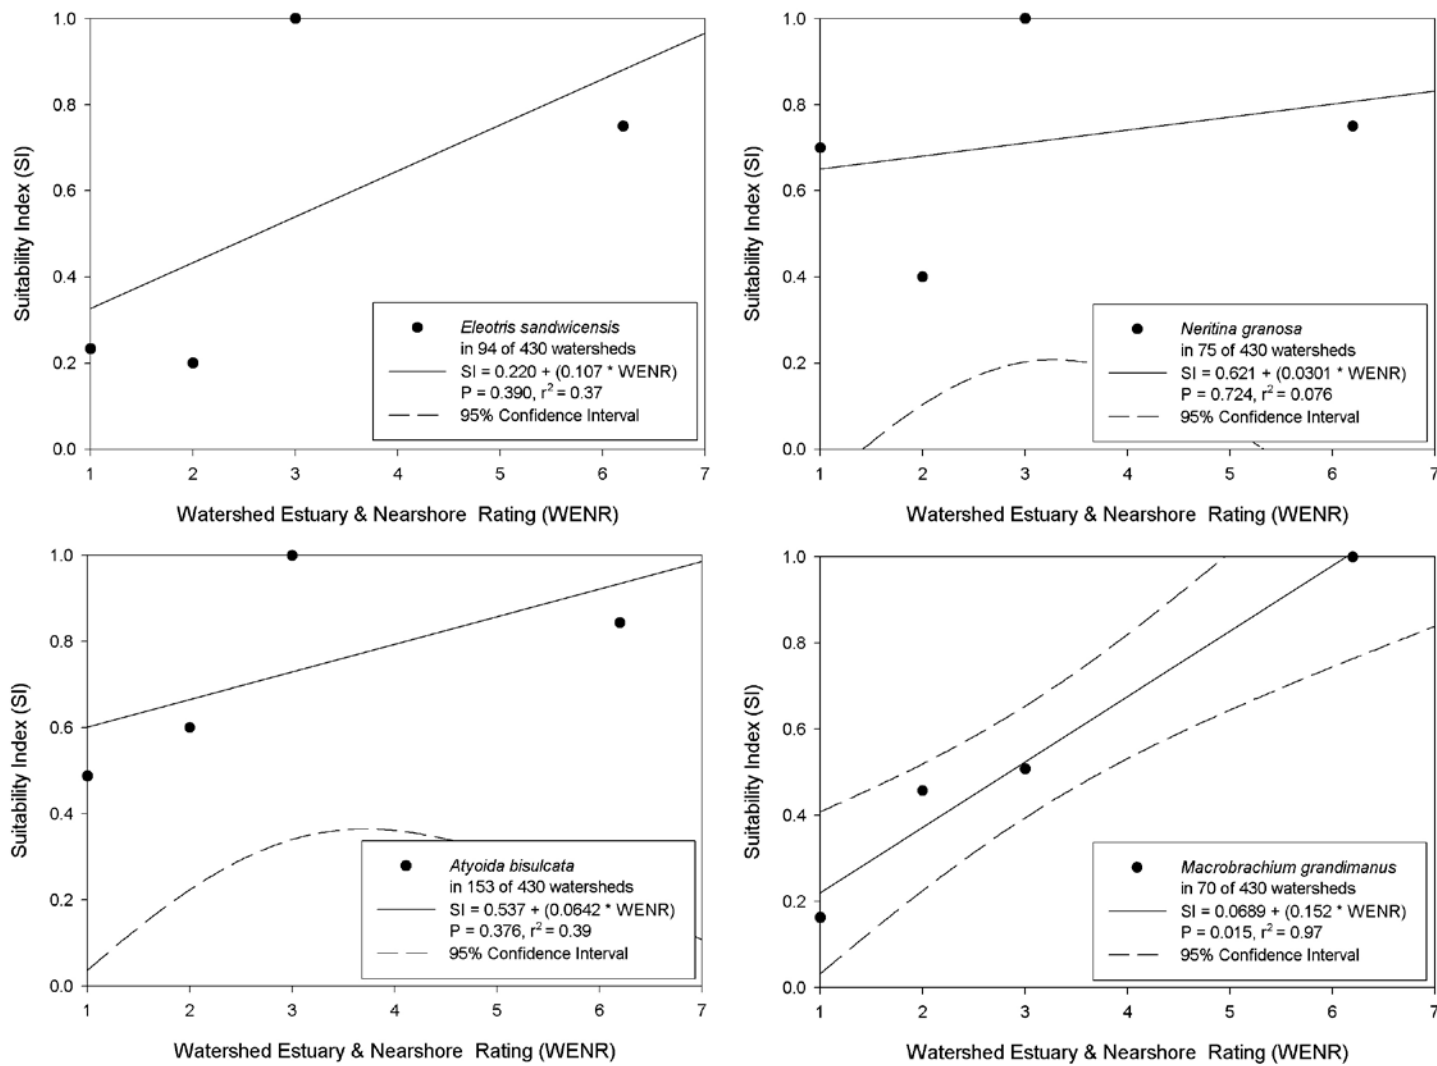 1.0
0.8
0.6
0.4
0.2
0.0
Suitability Index (SI)
Eleotris sandwicensis
in 94 of 430 watersheds
SI = 0.220 + (0.107 * WENR)
P = 0.390, r² = 0.37
95% Confidence Interval
1 2 3 4 5 6 7
Watershed Estuary & Nearshore Rating (WENR)
1.0
0.8
0.6
0.4
0.2
0.0
Suitability Index (SI)
Neritina granosa
in 75 of 430 watersheds
SI = 0.621 + (0.0301 * WENR)
P = 0.724, r² = 0.076
95% Confidence Interval
1 2 3 4 5 6 7
Watershed Estuary & Nearshore Rating (WENR)
1.0
0.8
0.6
0.4
0.2
0.0
Suitability Index (SI)
Atyoida bisulcata
in 153 of 430 watersheds
SI = 0.537 + (0.0642 * WENR)
P = 0.376, r² = 0.39
95% Confidence Interval
1 2 3 4 5 6 7
Watershed Estuary & Nearshore Rating (WENR)
1.0
0.8
0.6
0.4
0.2
0.0
Suitability Index (SI)
Macrobrachium grandimanus
in 70 of 430 watersheds
SI = 0.0689 + (0.152 * WENR)
P = 0.015, r² = 0.97
95% Confidence Interval
1 2 3 4 5 6 7
Watershed Estuary & Nearshore Rating (WENR)